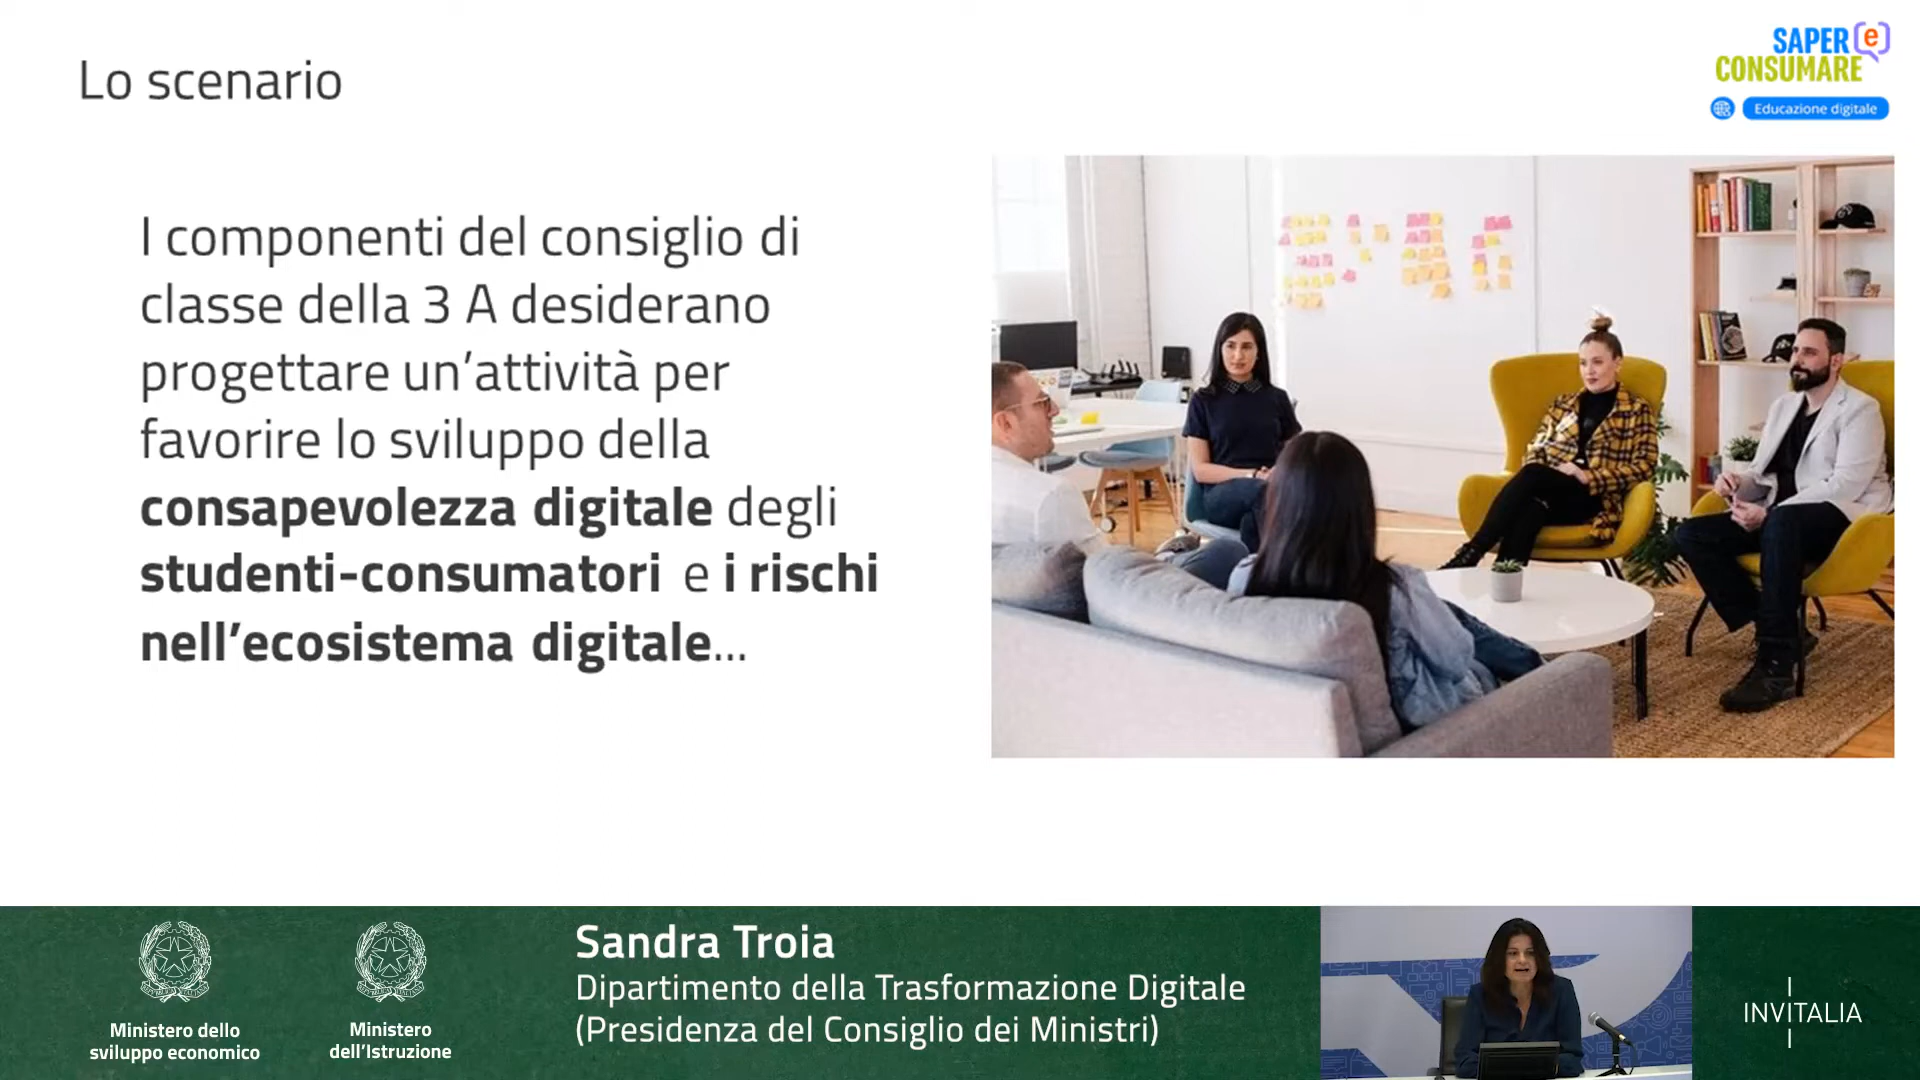 Lo scenario
SAPER e
CONSUMARE
Educazione digitale
I componenti del consiglio di
classe della 3 A desiderano
progettare un’attività per
favorire lo sviluppo della
consapevolezza digitale degli
studenti-consumatori e i rischi
nell’ecosistema digitale...
Ministero dello
sviluppo economico
Ministero
dell’Istruzione
Sandra Troia
Dipartimento della Trasformazione Digitale
(Presidenza del Consiglio dei Ministri)
INVITALIA